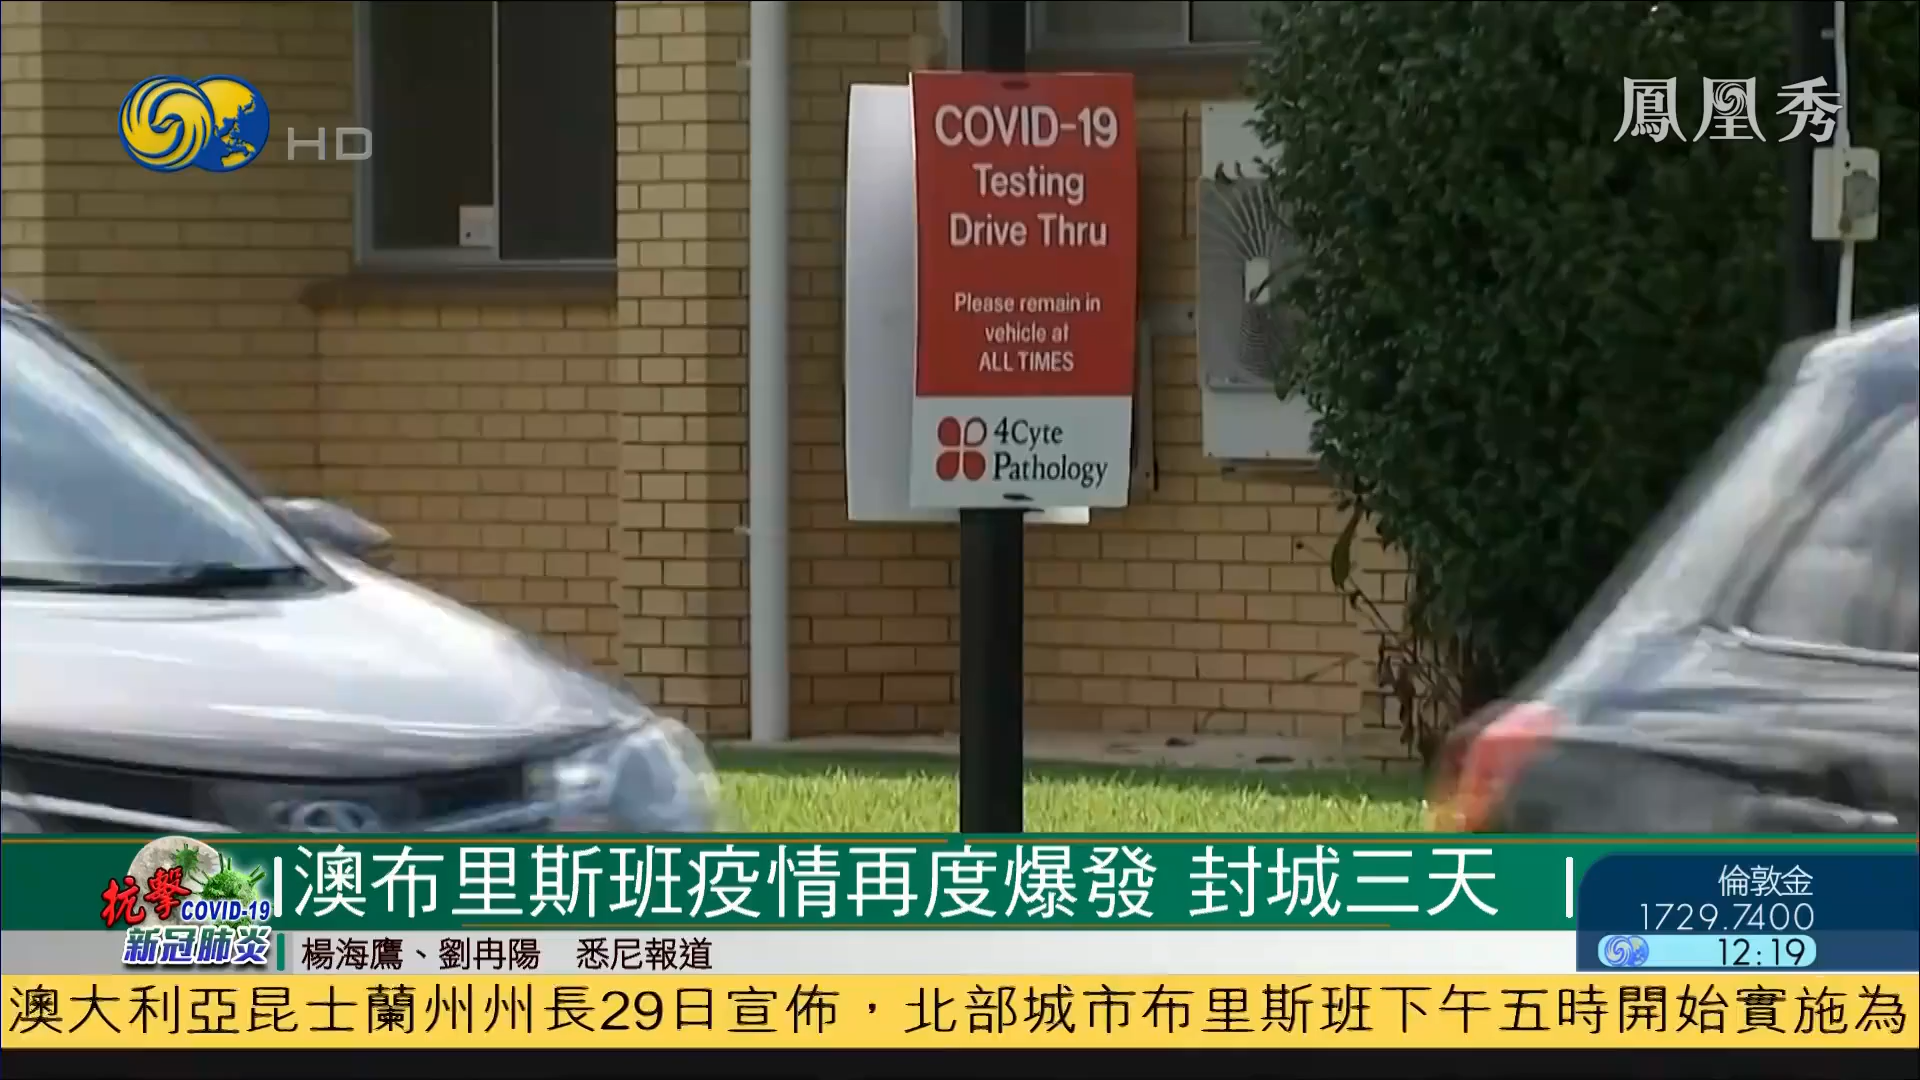 HD
鳳凰秀
COVID-19
Testing
Drive Thru
Please remain in
vehicle at
ALL TIMES
4Cyte
Pathology
抗擊
COVID-19
新冠肺炎
澳布里斯班疫情再度爆發 封城三天
楊海鷹、劉冉陽 悉尼報道
倫敦金
1729.7400
12:19
澳大利亞昆士蘭州州長29日宣佈，北部城市布里斯班下午五時開始實施為